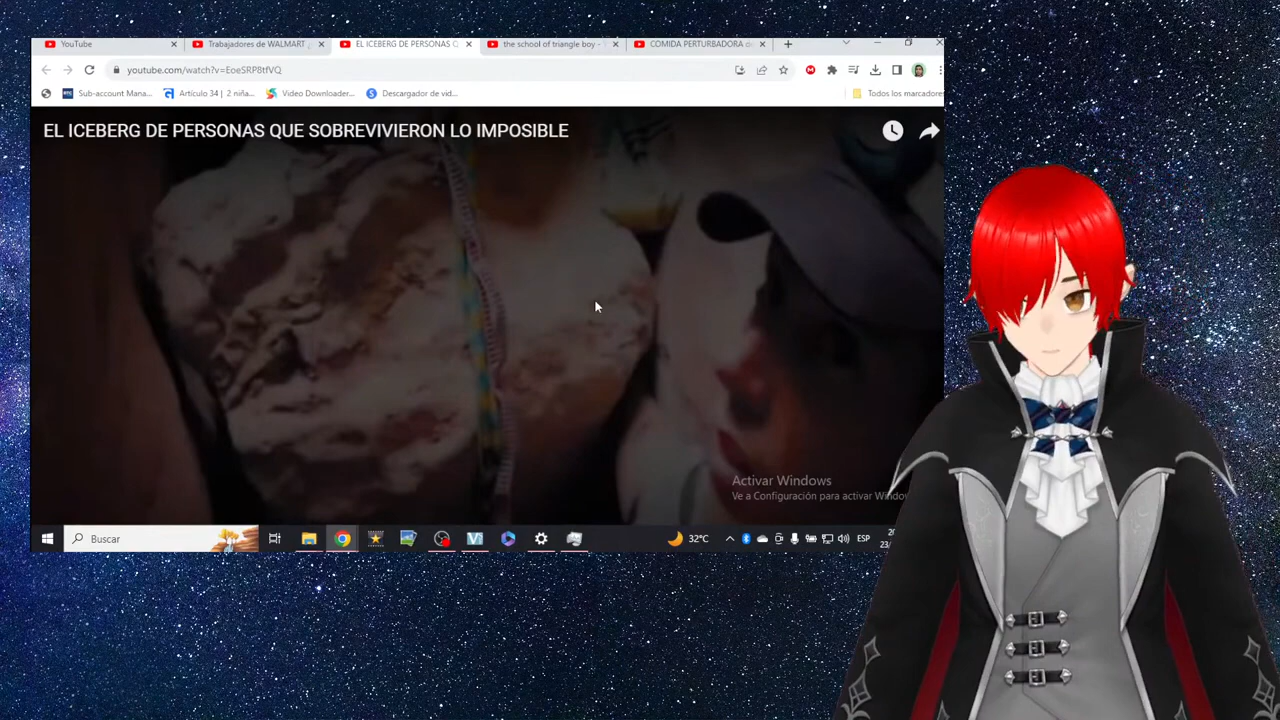 YouTube
Trabajadores de WALMART
EL ICEBERG DE PERSONAS
the school of triangle boy -
COMIDA PERTURBADORA
youtube.com/watch?v=EoeSRP8tfVQ
Sub-account Mana...
Artículo 34 | 2 niña...
Video Downloader...
Descargador de vid...
Todos los marcadores
EL ICEBERG DE PERSONAS QUE SOBREVIVIERON LO IMPOSIBLE
Activar Windows
Ve a Configuración para activar
Buscar
32°C
ESP